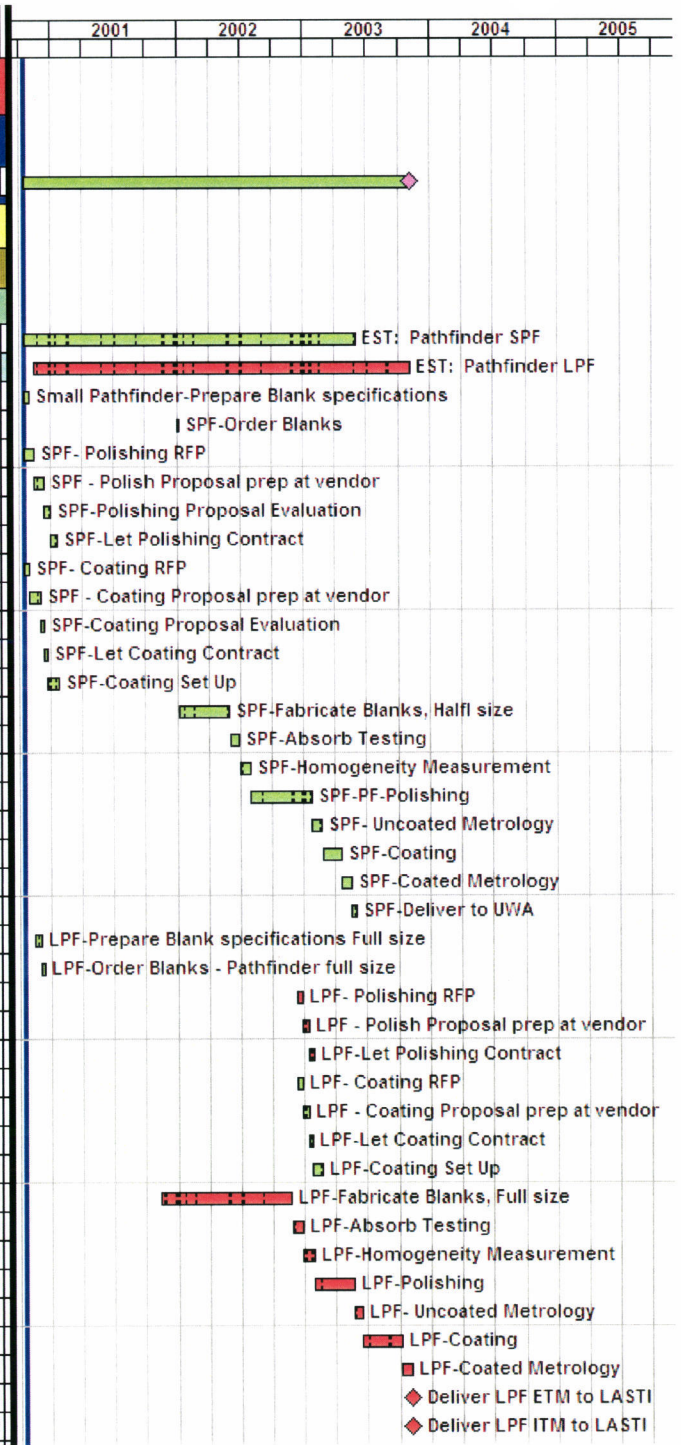 2001 2002 2003 2004 2005
EST: Pathfinder SPF
EST: Pathfinder LPF
Small Pathfinder-Prepare Blank specifications
SPF-Order Blanks
SPF- Polishing RFP
SPF - Polish Proposal prep at vendor
SPF-Polishing Proposal Evaluation
SPF-Let Polishing Contract
SPF- Coating RFP
SPF - Coating Proposal prep at vendor
SPF-Coating Proposal Evaluation
SPF-Let Coating Contract
SPF-Coating Set Up
SPF-Fabricate Blanks, Halfl size
SPF-Absorb Testing
SPF-Homogeneity Measurement
SPF-PF-Polishing
SPF- Uncoated Metrology
SPF-Coating
SPF-Coated Metrology
SPF-Deliver to UWA
LPF-Prepare Blank specifications Full size
LPF-Order Blanks - Pathfinder full size
LPF- Polishing RFP
LPF - Polish Proposal prep at vendor
LPF-Let Polishing Contract
LPF- Coating RFP
LPF - Coating Proposal prep at vendor
LPF-Let Coating Contract
LPF-Coating Set Up
LPF-Fabricate Blanks, Full size
LPF-Absorb Testing
LPF-Homogeneity Measurement
LPF-Polishing
LPF- Uncoated Metrology
LPF-Coating
LPF-Coated Metrology
Deliver LPF ETM to LASTI
Deliver LPF ITM to LASTI